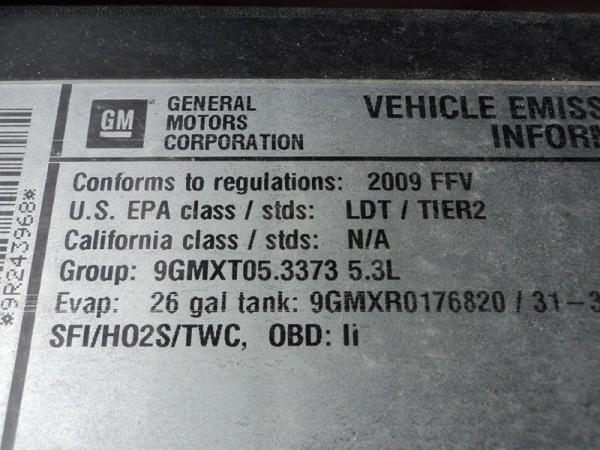 GM
GENERAL
MOTORS
CORPORATION
VEHICLE EMISS
INFORM
Conforms to regulations: 2009 FFV
U.S. EPA class / stds: LDT / TIER2
California class / stds: N/A
Group: 9GMXT05.3373 5.3L
Evap: 26 gal tank: 9GMXR0176820 / 31-3
SFI/HO2S/TWC, OBD: Ii
*9R243968*